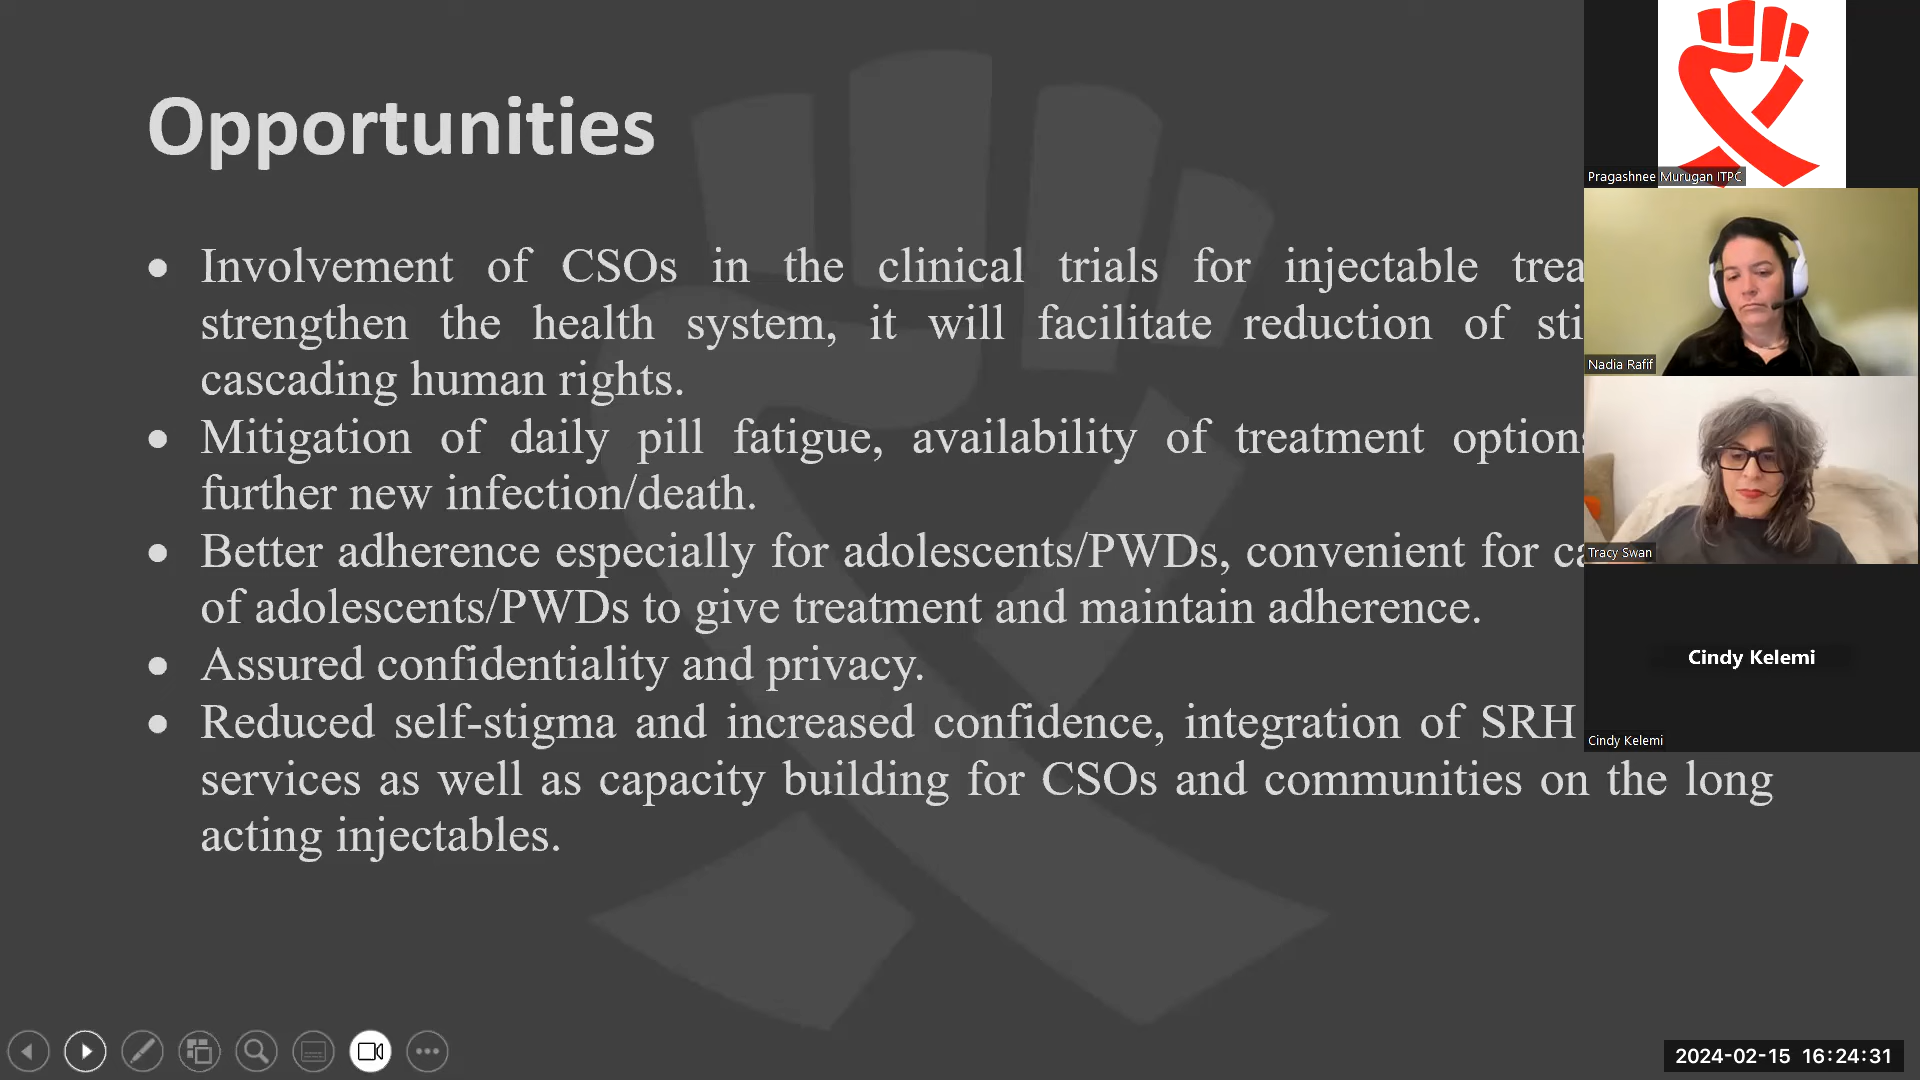 Opportunities
● Involvement of CSOs in the clinical trials for injectable
strengthen the health system, it will facilitate reduction of
cascading human rights.
● Mitigation of daily pill fatigue, availability of treatment
further new infection/death.
● Better adherence especially for adolescents/PWDs, convenient for
of adolescents/PWDs to give treatment and maintain adherence.
● Assured confidentiality and privacy.
● Reduced self-stigma and increased confidence, integration of SRH
services as well as capacity building for CSOs and communities on the long
acting injectables.
Pragashnee Murugan ITPC
Nadia Rafif
Tracy Swan
Cindy Kelemi
Cindy Kelemi
2024-02-15 16:24:31